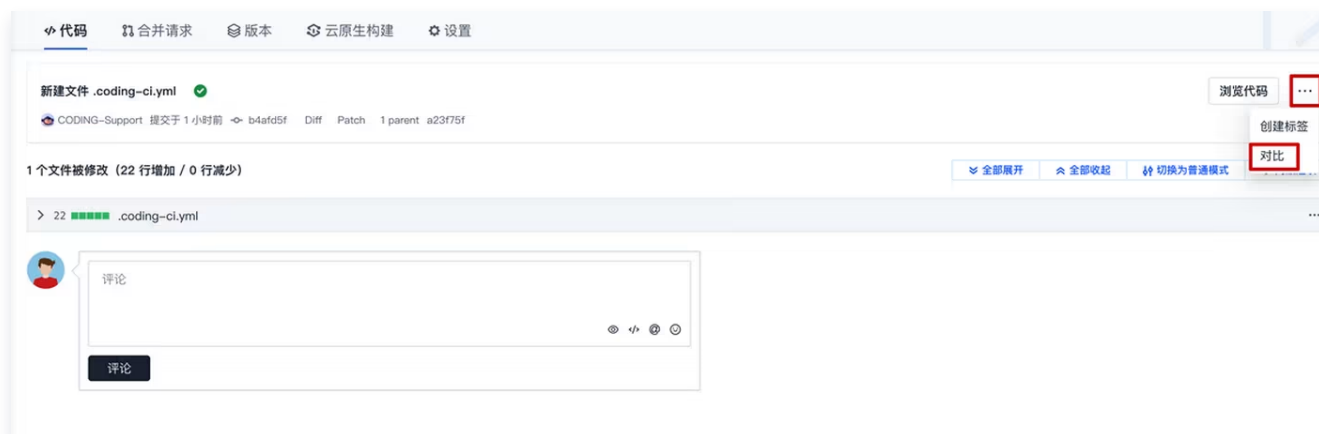 代码 合并请求 版本 云原生构建 设置
新建文件 .coding-ci.yml
浏览代码 ...
CODING-Support 提交于 1 小时前 b4afd5f Diff Patch 1 parent a23f75f
创建标签
对比
1 个文件被修改（22 行增加 / 0 行减少）
全部展开 全部收起 切换为普通模式
22 .coding-ci.yml ...
评论
评论